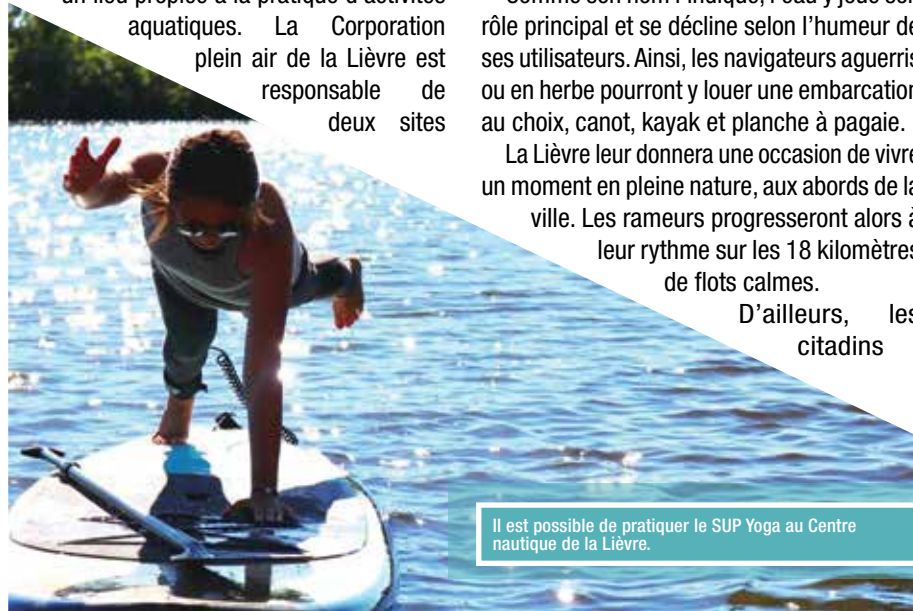 aquatiques. La Corporation
plein air de la Lièvre est
responsable de
deux sites
rôle principal et se décline selon l'humeur de
ses utilisateurs. Ainsi, les navigateurs aguerris
ou en herbe pourront y louer une embarcation
au choix, canot, kayak et planche à pagaie.
La Lièvre leur donnera une occasion de vivre
un moment en pleine nature, aux abords de la
ville. Les rameurs progresseront alors à
leur rythme sur les 18 kilomètres
de flots calmes.
D'ailleurs, les
citadins
Il est possible de pratiquer le SUP Yoga au Centre
nautique de la Lièvre.